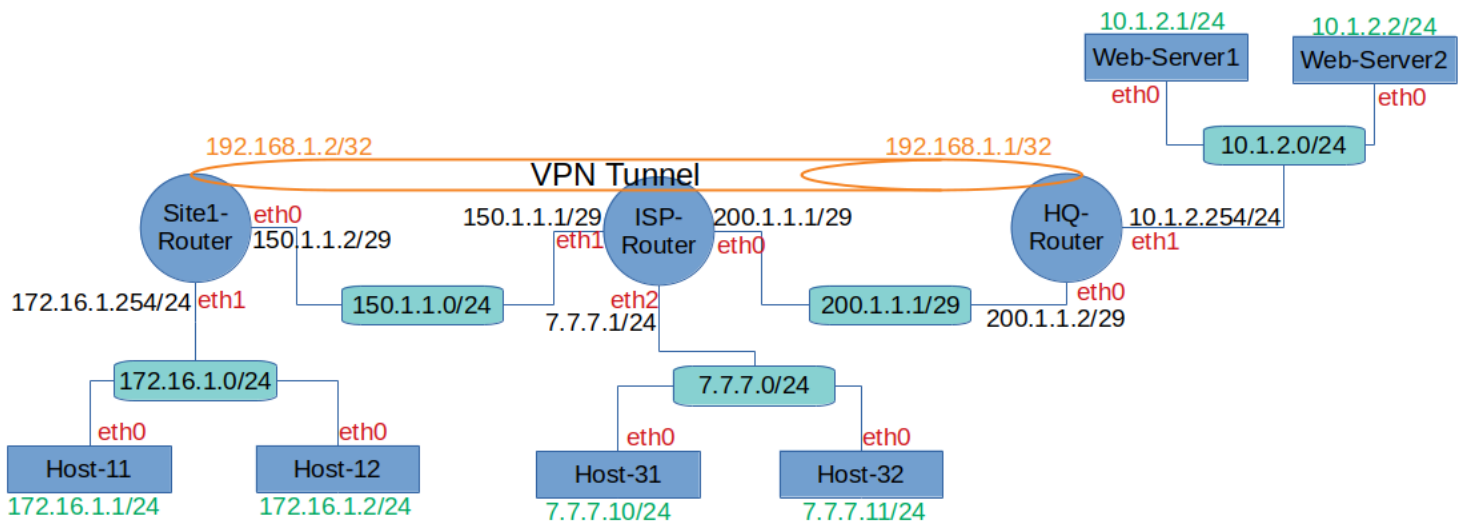 10.1.2.1/24
10.1.2.2/24
Web-Server1
Web-Server2
eth0
eth0
10.1.2.0/24
192.168.1.2/32
192.168.1.1/32
VPN Tunnel
Site1-
Router
eth0
150.1.1.2/29
150.1.1.1/29
eth1
ISP-
Router
200.1.1.1/29
eth0
HQ-
Router
10.1.2.254/24
eth1
172.16.1.254/24
eth1
150.1.1.0/24
eth2
7.7.7.1/24
200.1.1.1/29
eth0
200.1.1.2/29
172.16.1.0/24
7.7.7.0/24
eth0
eth0
eth0
eth0
Host-11
Host-12
Host-31
Host-32
172.16.1.1/24
172.16.1.2/24
7.7.7.10/24
7.7.7.11/24